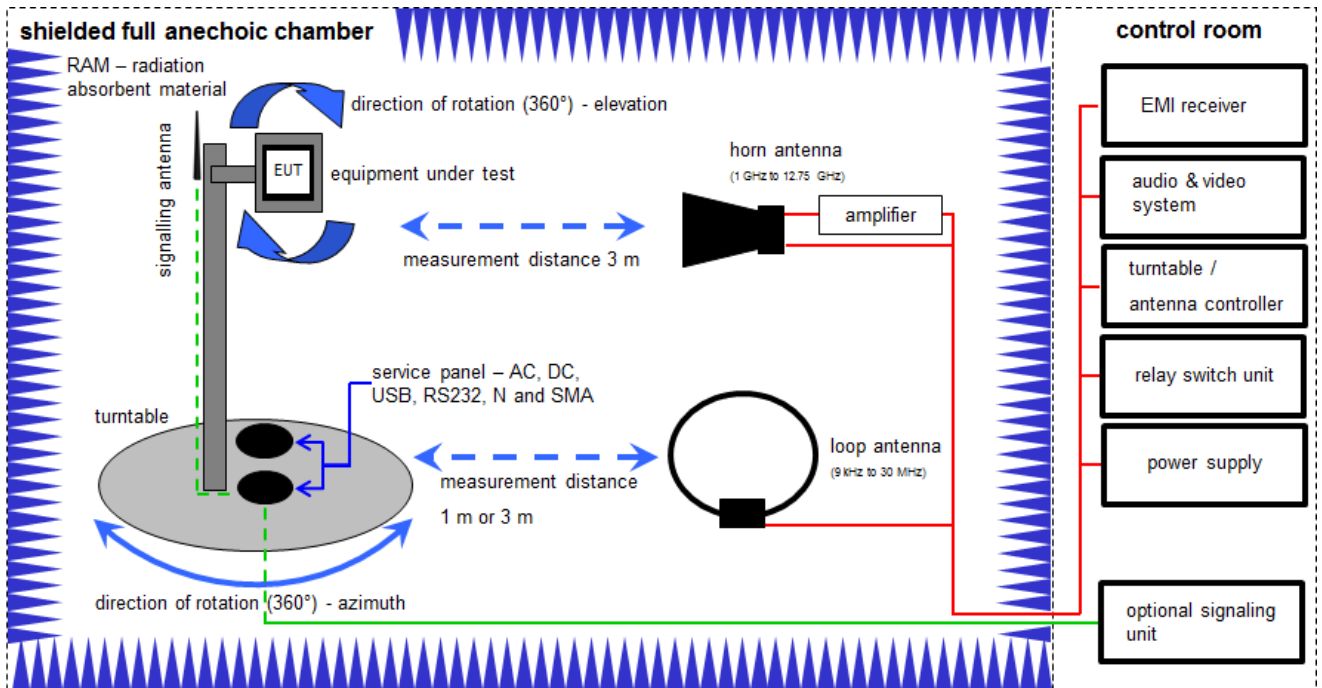 shielded full anechoic chamber
RAM – radiation
absorbent material
direction of rotation (360°) - elevation
signalling antenna
EUT
equipment under test
horn antenna
(1 GHz to 12.75 GHz)
amplifier
measurement distance 3 m
service panel – AC, DC,
USB, RS232, N and SMA
turntable
loop antenna
(9 kHz to 30 MHz)
measurement distance
1 m or 3 m
direction of rotation (360°) - azimuth
control room
EMI receiver
audio & video
system
turntable /
antenna controller
relay switch unit
power supply
optional signaling
unit